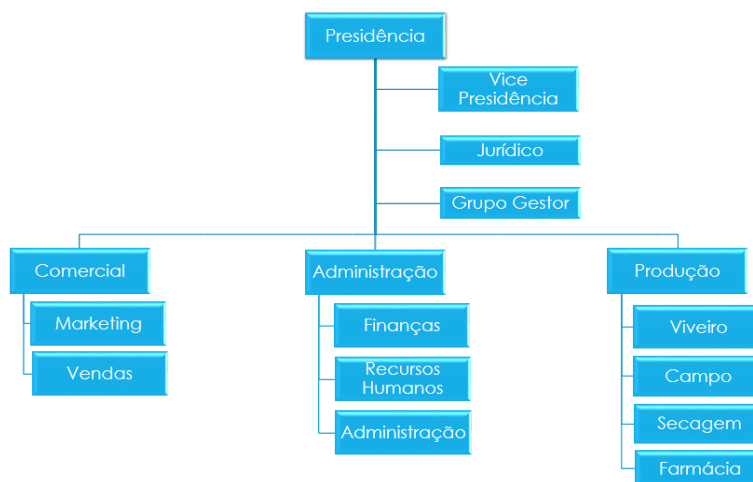 Presidência
Vice
Presidência
Jurídico
Grupo Gestor
Comercial
Marketing
Vendas
Administração
Finanças
Recursos
Humanos
Administração
Produção
Viveiro
Campo
Secagem
Farmácia